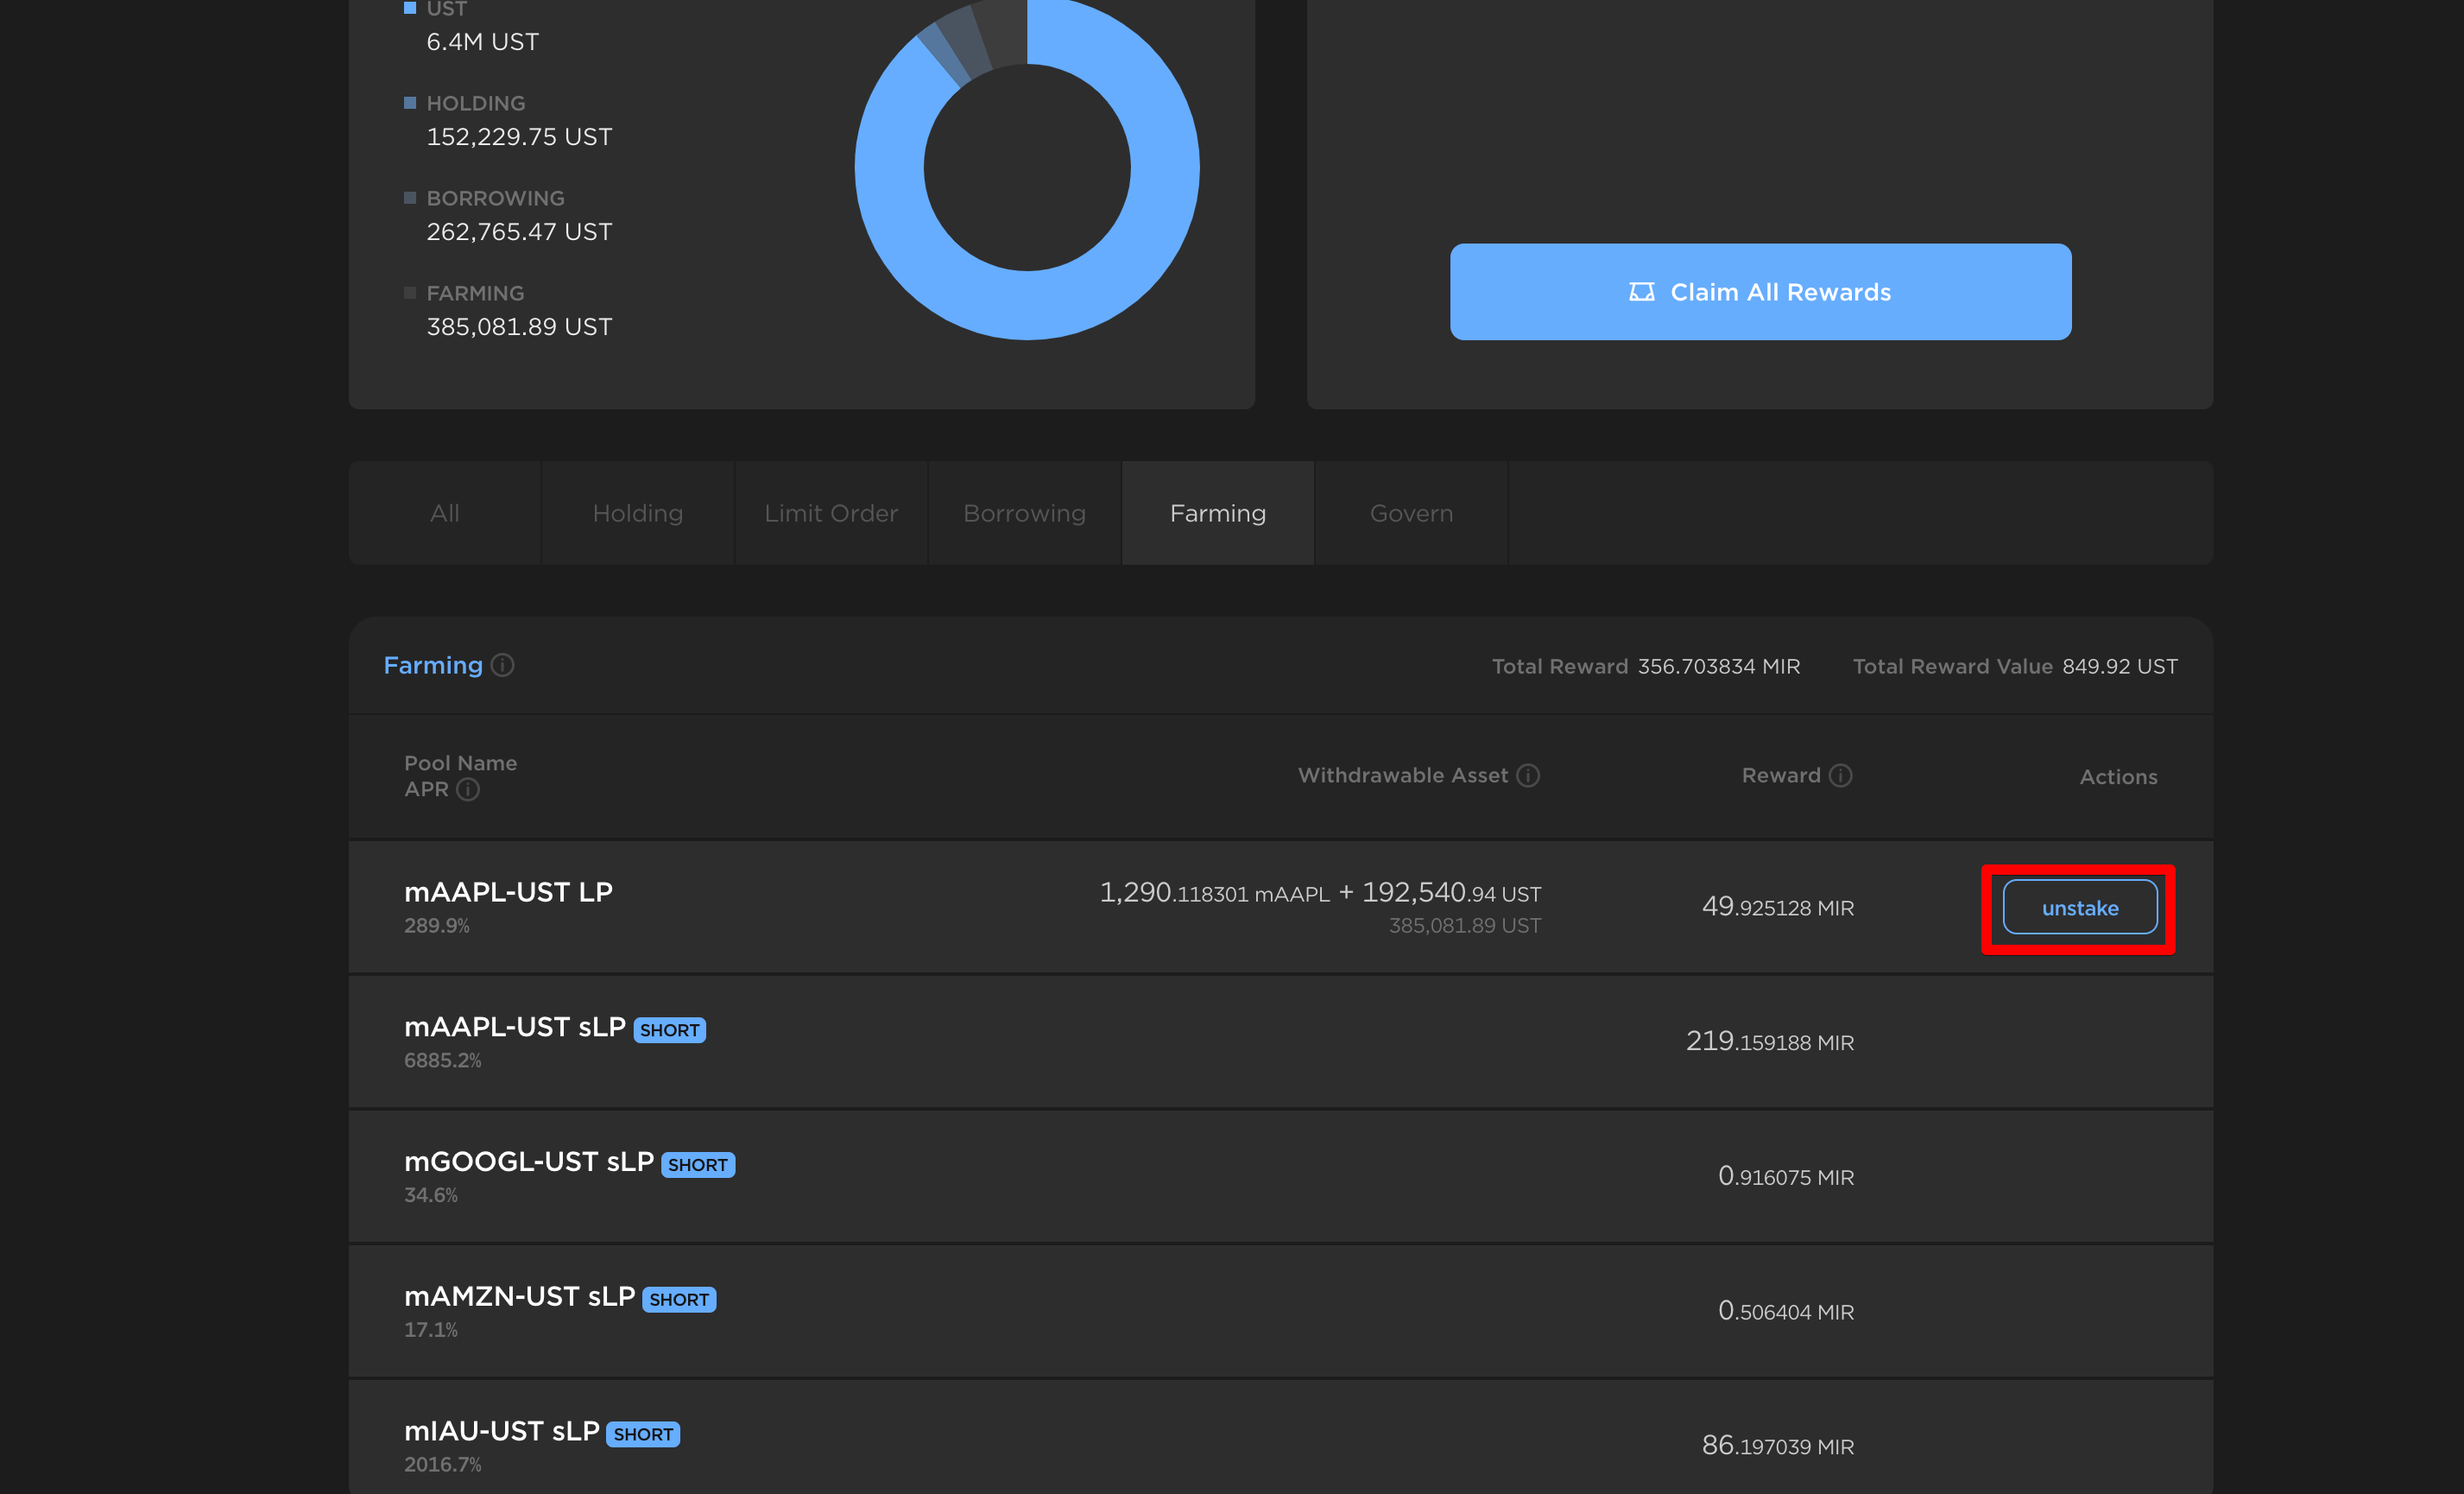 UST
6.4M UST
HOLDING
152,229.75 UST
BORROWING
262,765.47 UST
FARMING
385,081.89 UST
Claim All Rewards
All
Holding
Limit Order
Borrowing
Farming
Govern
Farming
Total Reward 356.703834 MIR
Total Reward Value 849.92 UST
Pool Name
APR
Withdrawable Asset
Reward
Actions
mAAPL-UST LP
289.9%
1,290.118301 mAAPL + 192,540.94 UST
385,081.89 UST
49.925128 MIR
unstake
mAAPL-UST sLP SHORT
6885.2%
219.159188 MIR
mGOOGL-UST sLP SHORT
34.6%
0.916075 MIR
mAMZN-UST sLP SHORT
17.1%
0.506404 MIR
mIAU-UST sLP SHORT
2016.7%
86.197039 MIR